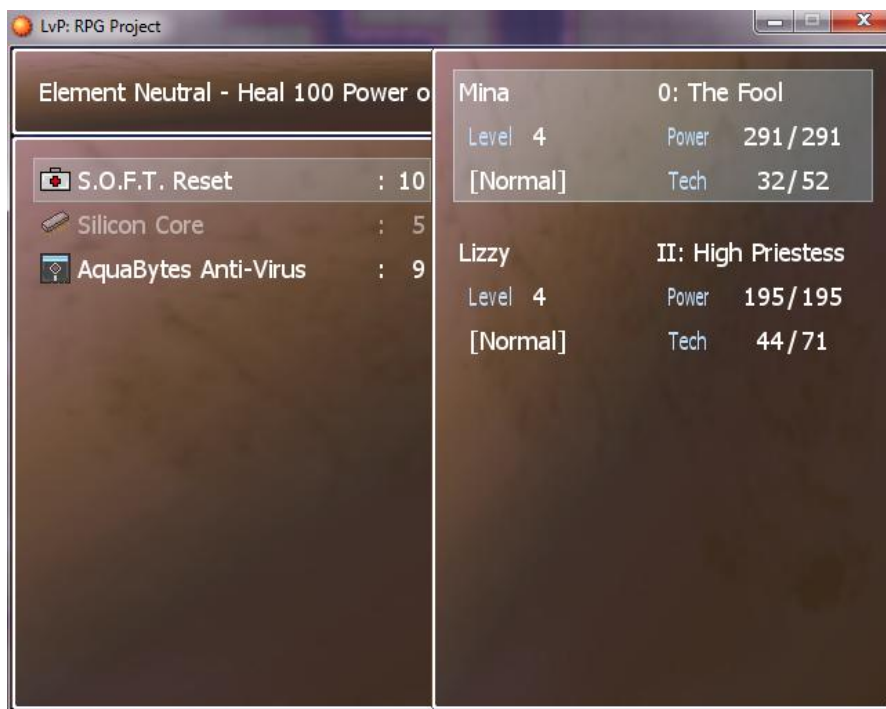 LvP: RPG Project
Element Neutral - Heal 100 Power o
S.O.F.T. Reset : 10
Silicon Core : 5
AquaBytes Anti-Virus : 9
Mina 0: The Fool
Level 4 Power 291/291
[Normal] Tech 32/52
Lizzy II: High Priestess
Level 4 Power 195/195
[Normal] Tech 44/71